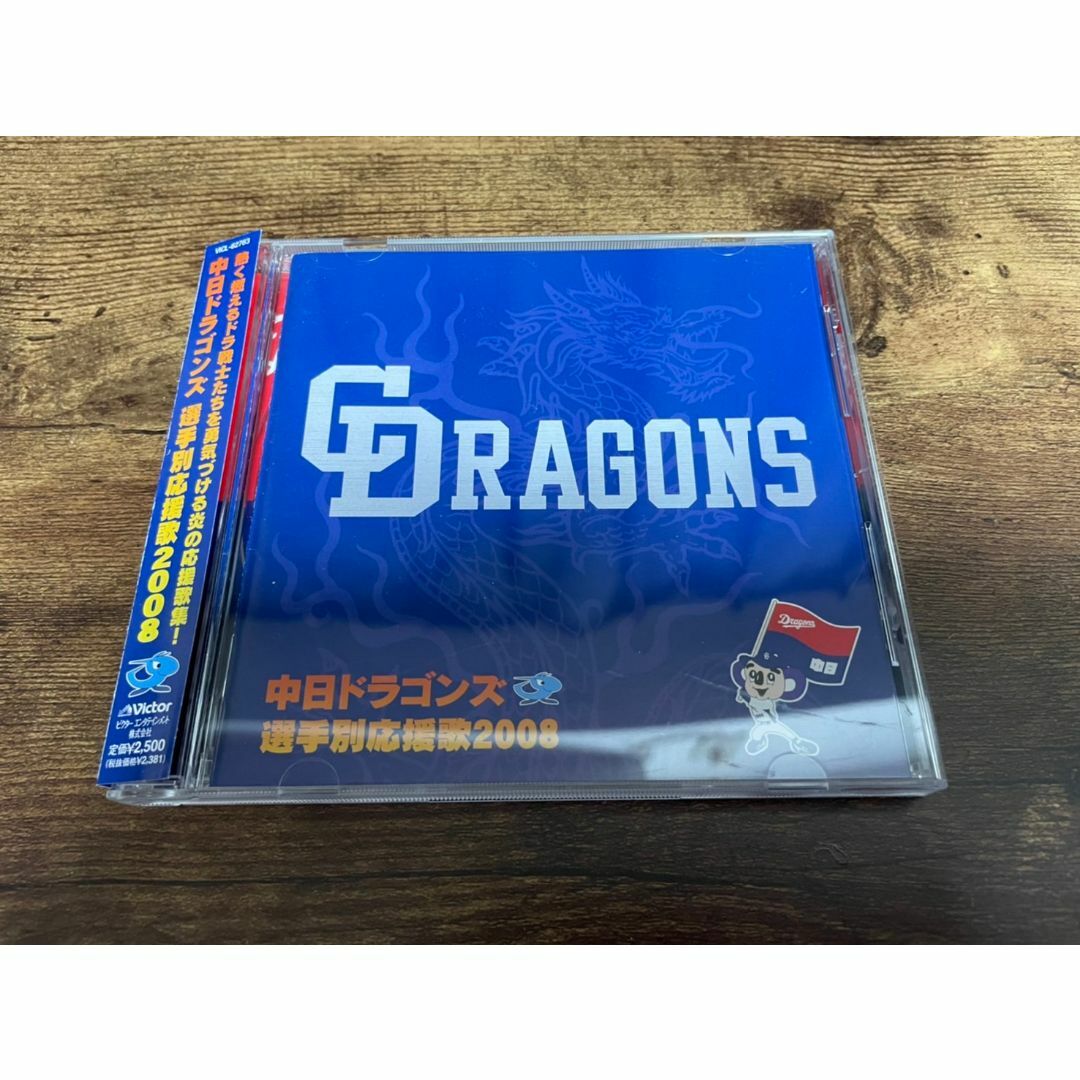 VICL-62763
熱く燃えるドラ戦士たちを勇気づける炎の応援歌集!
中日ドラゴンズ 選手別応援歌2008
Victor
ビクターエンタテインメント
株式会社
定価¥2,500
(税抜価格¥2,381)
CDRAGONS
Dragons
中日
中日ドラゴンズ
選手別応援歌2008